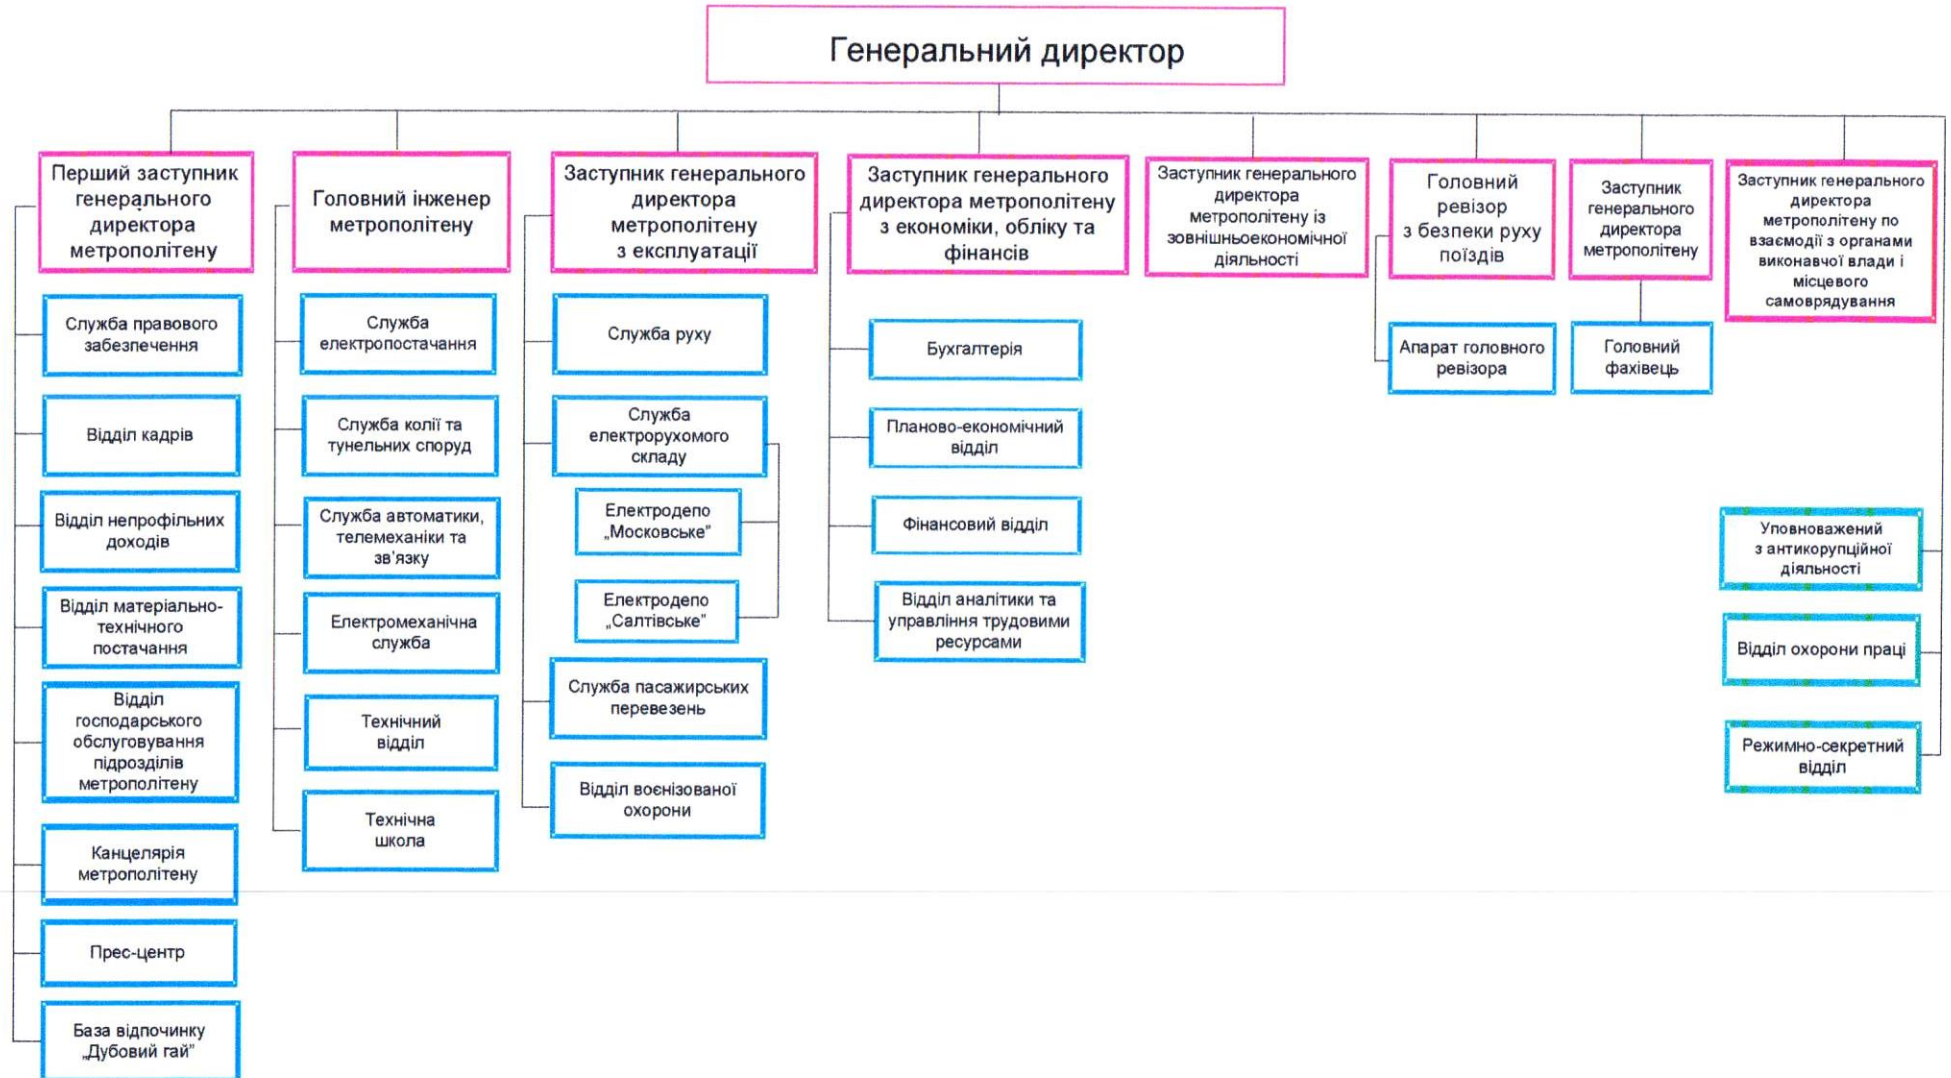 Генеральний директор
Перший заступник
генерального
директора
метрополітену
Служба правового
забезпечення
Відділ кадрів
Відділ непрофільних
доходів
Відділ матеріально-
технічного
постачання
Відділ
господарського
обслуговування
підрозділів
метрополітену
Канцелярія
метрополітену
Прес-центр
База відпочинку
„Дубовий гай”
Головний інженер
метрополітену
Служба
електропостачання
Служба колії та
тунельних споруд
Служба автоматики,
телемеханіки та
зв’язку
Електромеханічна
служба
Технічний
відділ
Технічна
школа
Заступник генерального
директора
метрополітену
з експлуатації
Служба руху
Служба
електрорухомого
складу
Електродепо
„Московське”
Електродепо
„Салтівське”
Служба пасажирських
перевезень
Відділ воєнізованої
охорони
Заступник генерального
директора метрополітену
з економіки, обліку та
фінансів
Бухгалтерія
Планово-економічний
відділ
Фінансовий відділ
Відділ аналітики та
управління трудовими
ресурсами
Заступник генерального
директора
метрополітену із
зовнішньоекономічної
діяльності
Головний
ревізор
з безпеки руху
поїздів
Апарат головного
ревізора
Заступник
генерального
директора
метрополітену
Головний
фахівець
Заступник генерального
директора
метрополітену по
взаємодії з органами
виконавчої влади і
місцевого
самоврядування
Уповноважений
з антикорупційної
діяльності
Відділ охорони праці
Режимно-секретний
відділ